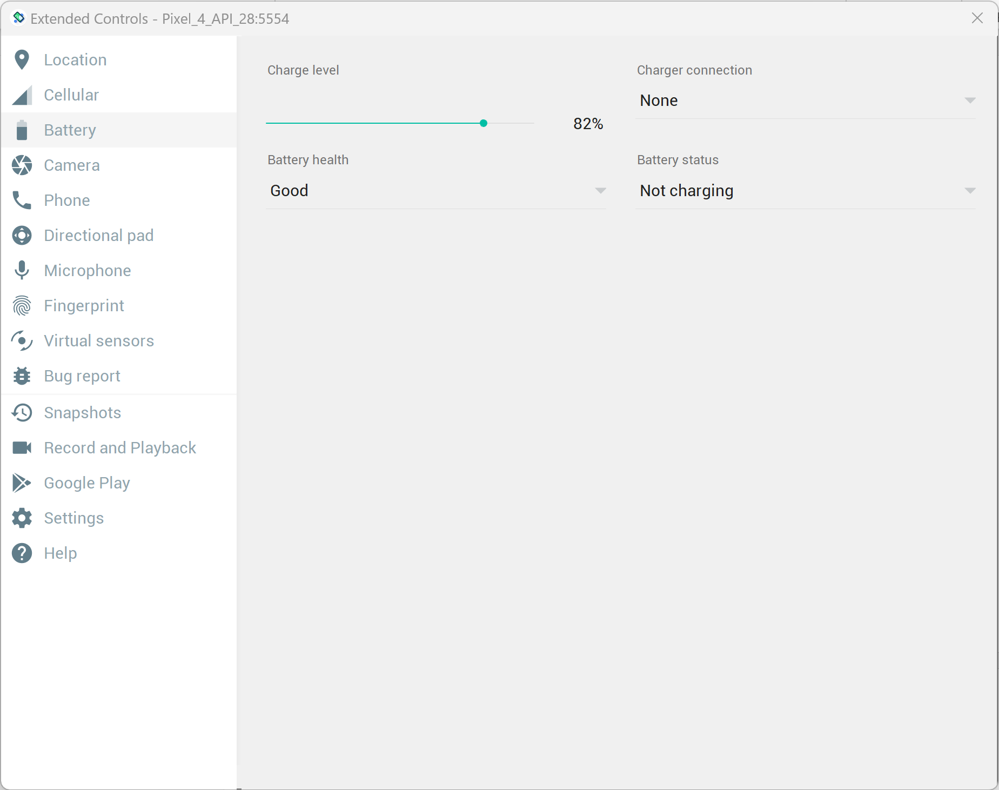 Extended Controls - Pixel_4_API_28:5554
Location
Cellular
Battery
Camera
Phone
Directional pad
Microphone
Fingerprint
Virtual sensors
Bug report
Snapshots
Record and Playback
Google Play
Settings
Help
Charge level
82%
Charger connection
None
Battery health
Good
Battery status
Not charging